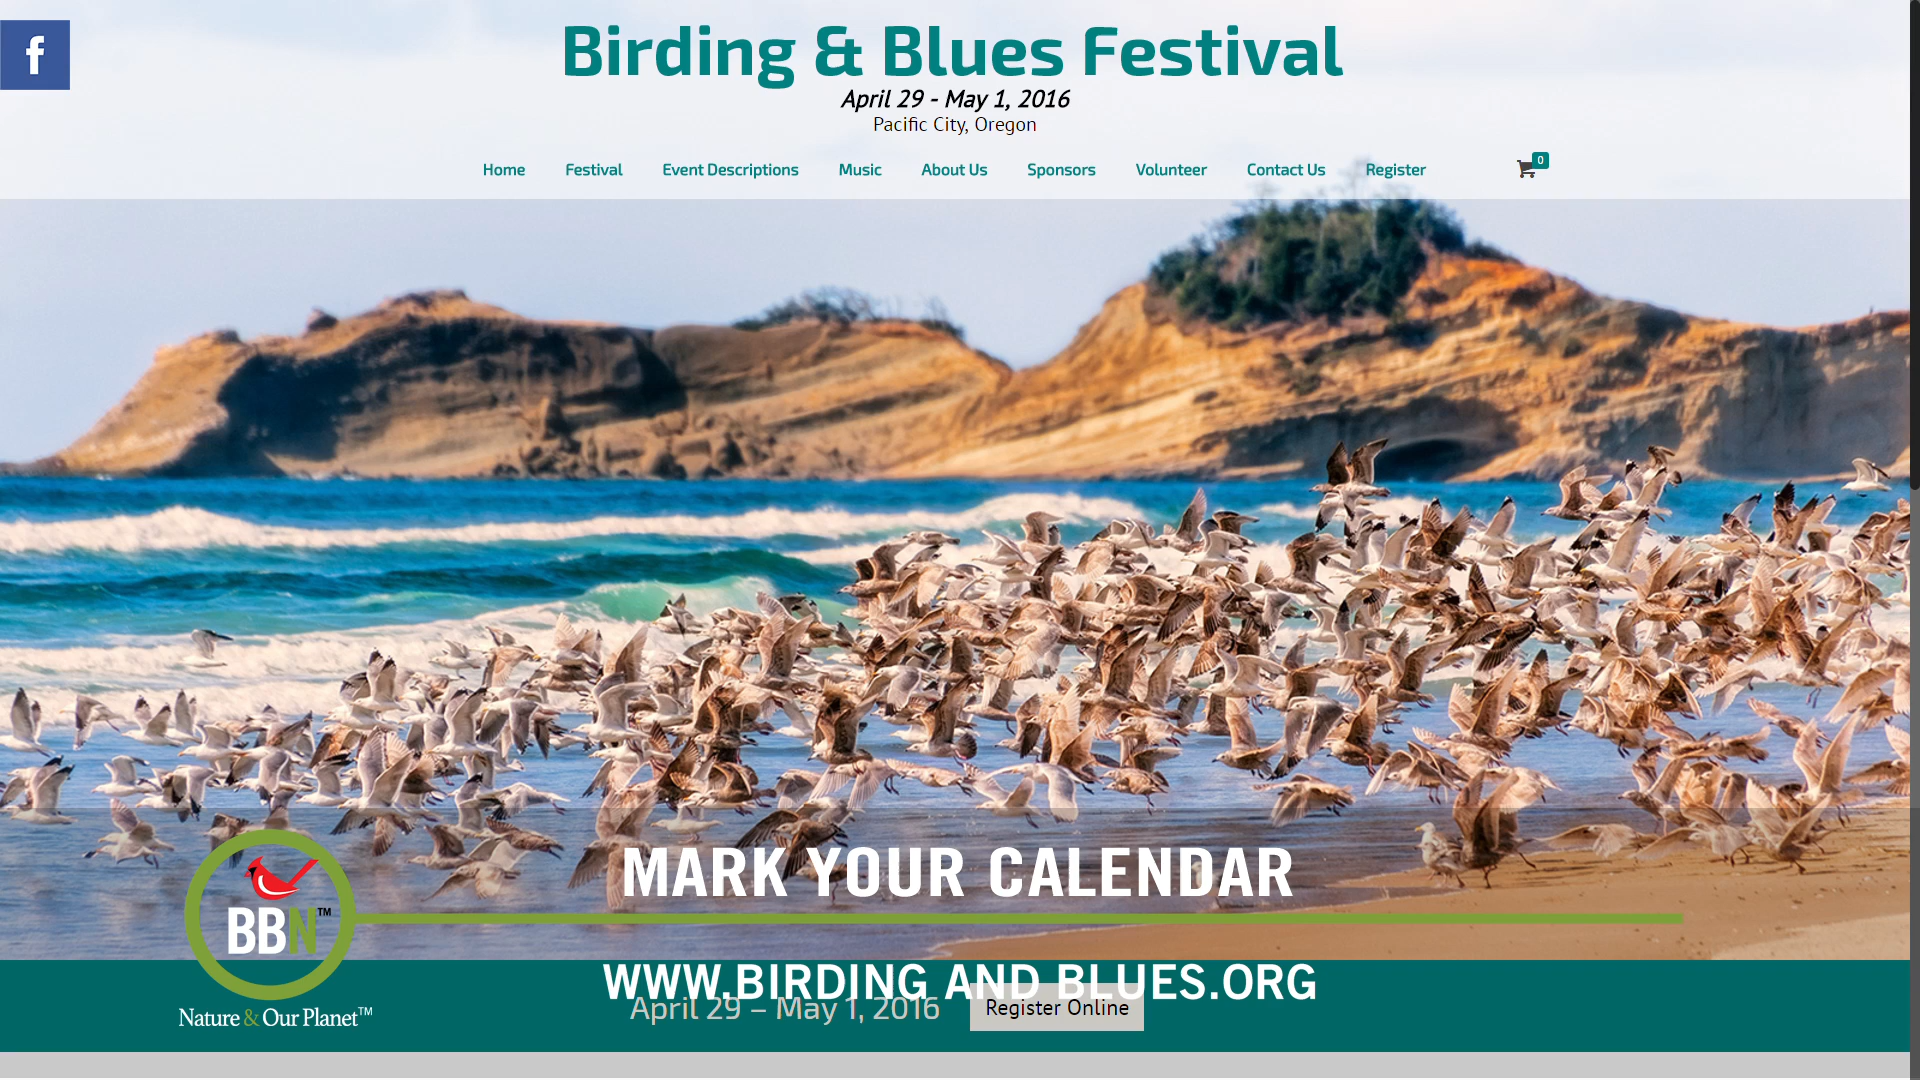 f
Birding & Blues Festival
April 29 - May 1, 2016
Pacific City, Oregon
Home Festival Event Descriptions Music About Us Sponsors Volunteer Contact Us Register 0
MARK YOUR CALENDAR
BBN™
WWW.BIRDING AND BLUES.ORG
April 29 – May 1, 2016 Register Online
Nature & Our Planet™